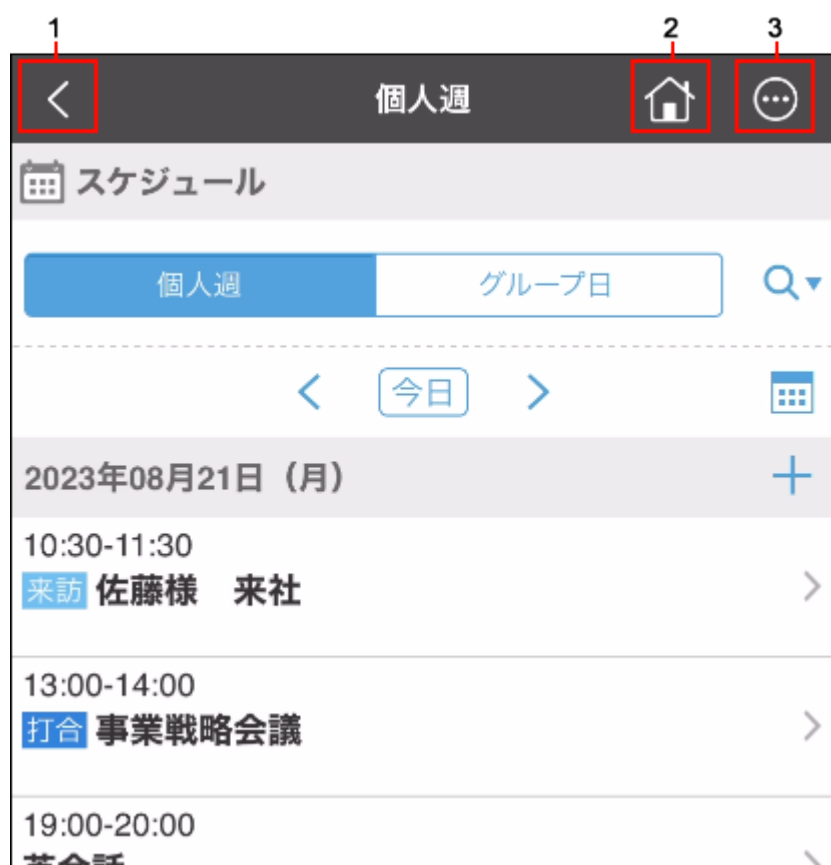 1 2 3
個人週
スケジュール
個人週 グループ日
今日
2023年08月21日（月）
10:30-11:30
来訪 佐藤様　来社
13:00-14:00
打合 事業戦略会議
19:00-20:00
英会話